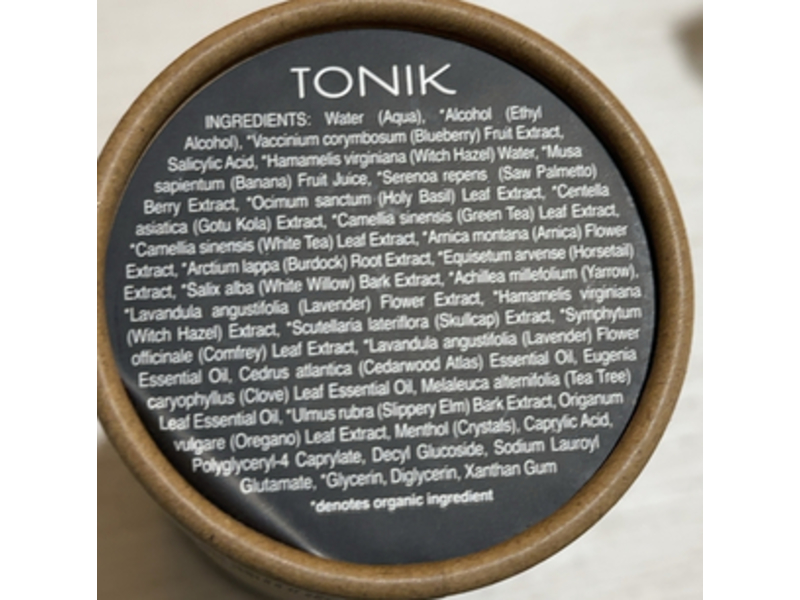 TONIK
INGREDIENTS: Water (Aqua), *Alcohol (Ethyl
Alcohol), *Vaccinium corymbosum (Blueberry) Fruit Extract,
Salicylic Acid, *Hamamelis virginiana (Witch Hazel) Water, *Musa
sapientum (Banana) Fruit Juice, *Serenoa repens (Saw Palmetto)
Berry Extract, *Ocimum sanctum (Holy Basil) Leaf Extract, *Centella
asiatica (Gotu Kola) Extract, *Camellia sinensis (Green Tea) Leaf Extract,
*Camellia sinensis (White Tea) Leaf Extract, *Arnica montana (Arnica) Flower
Extract, *Arctium lappa (Burdock) Root Extract, *Equisetum arvense (Horsetail)
Extract, *Salix alba (White Willow) Bark Extract, *Achillea millefolium (Yarrow),
*Lavandula angustifolia (Lavender) Flower Extract, *Hamamelis virginiana
(Witch Hazel) Extract, *Scutellaria lateriflora (Skullcap) Extract, *Symphytum
officinale (Comfrey) Leaf Extract, *Lavandula angustifolia (Lavender) Flower
Essential Oil, Cedrus atlantica (Cedarwood Atlas) Essential Oil, Eugenia
caryophyllus (Clove) Leaf Essential Oil, Melaleuca alternifolia (Tea Tree)
Leaf Essential Oil, *Ulmus rubra (Slippery Elm) Bark Extract, Origanum
vulgare (Oregano) Leaf Extract, Menthol (Crystals), Caprylic Acid,
Polyglyceryl-4 Caprylate, Decyl Glucoside, Sodium Lauroyl
Glutamate, *Glycerin, Diglycerin, Xanthan Gum
*denotes organic ingredient